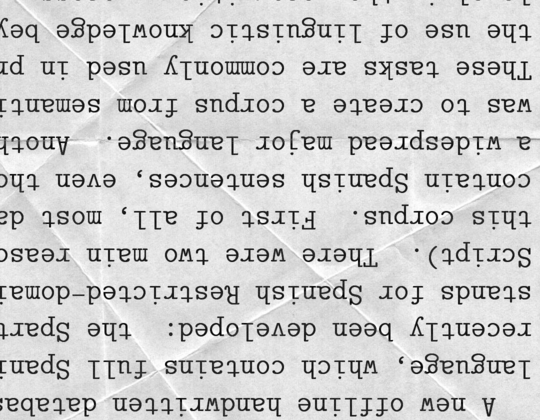 A new offline handwritten databas
language, which contains full Spani
recently been developed: the Spart
stands for Spanish Restricted-domai
Script). There were two main reaso
this corpus. First of all, most da
contain Spanish sentences, even tho
a widespread major language. Anoth
was to create a corpus from semanti
These tasks are commonly used in pr
the use of linguistic knowledge bey